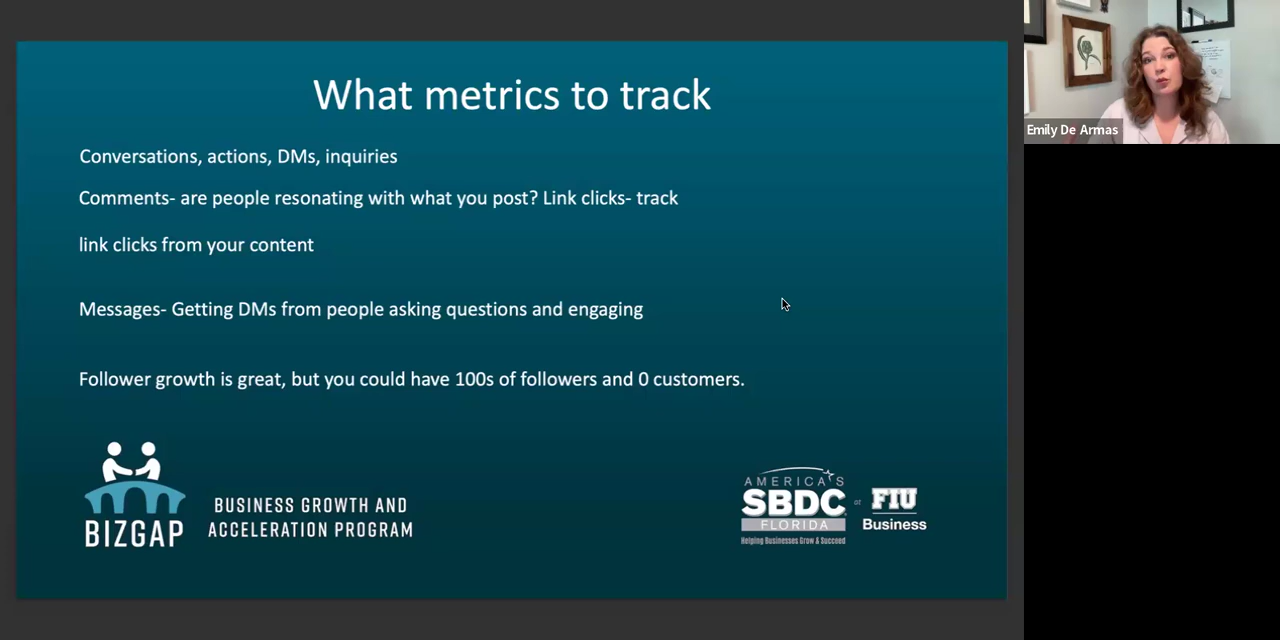 What metrics to track
Conversations, actions, DMs, inquiries
Comments- are people resonating with what you post? Link clicks- track
link clicks from your content
Messages- Getting DMs from people asking questions and engaging
Follower growth is great, but you could have 100s of followers and 0 customers.
BIZGAP
BUSINESS GROWTH AND
ACCELERATION PROGRAM
AMERICA'S
SBDC
FLORIDA
Helping Businesses Grow & Succeed
at
FIU
Business
Emily De Armas